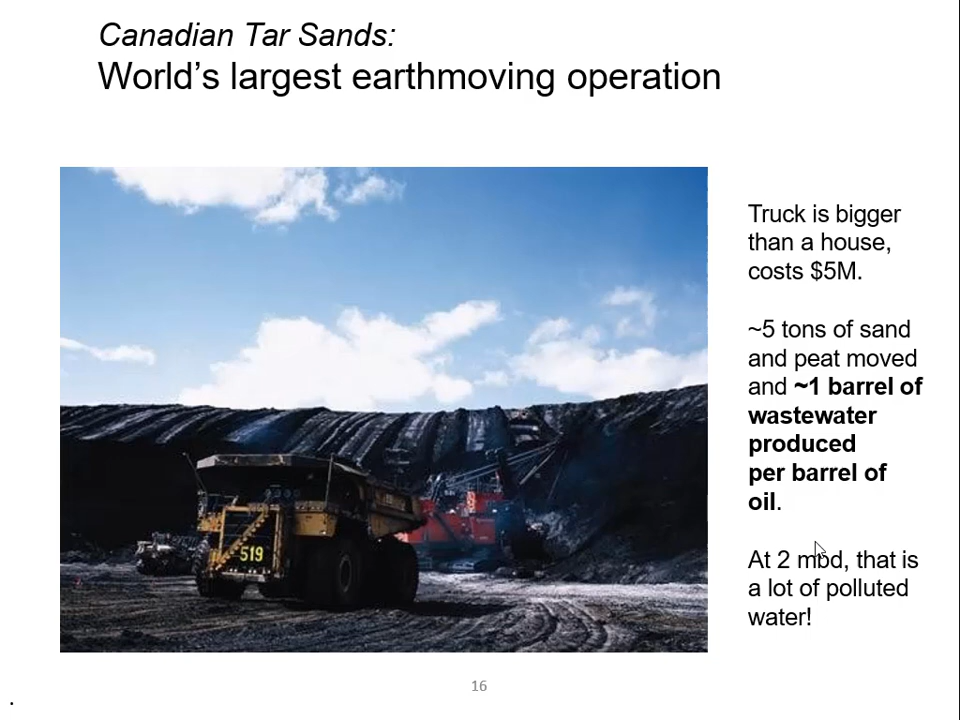 Canadian Tar Sands:
World’s largest earthmoving operation
Truck is bigger
than a house,
costs $5M.
~5 tons of sand
and peat moved
and ~1 barrel of
wastewater
produced
per barrel of
oil.
At 2 mbd, that is
a lot of polluted
water!
519
16
.